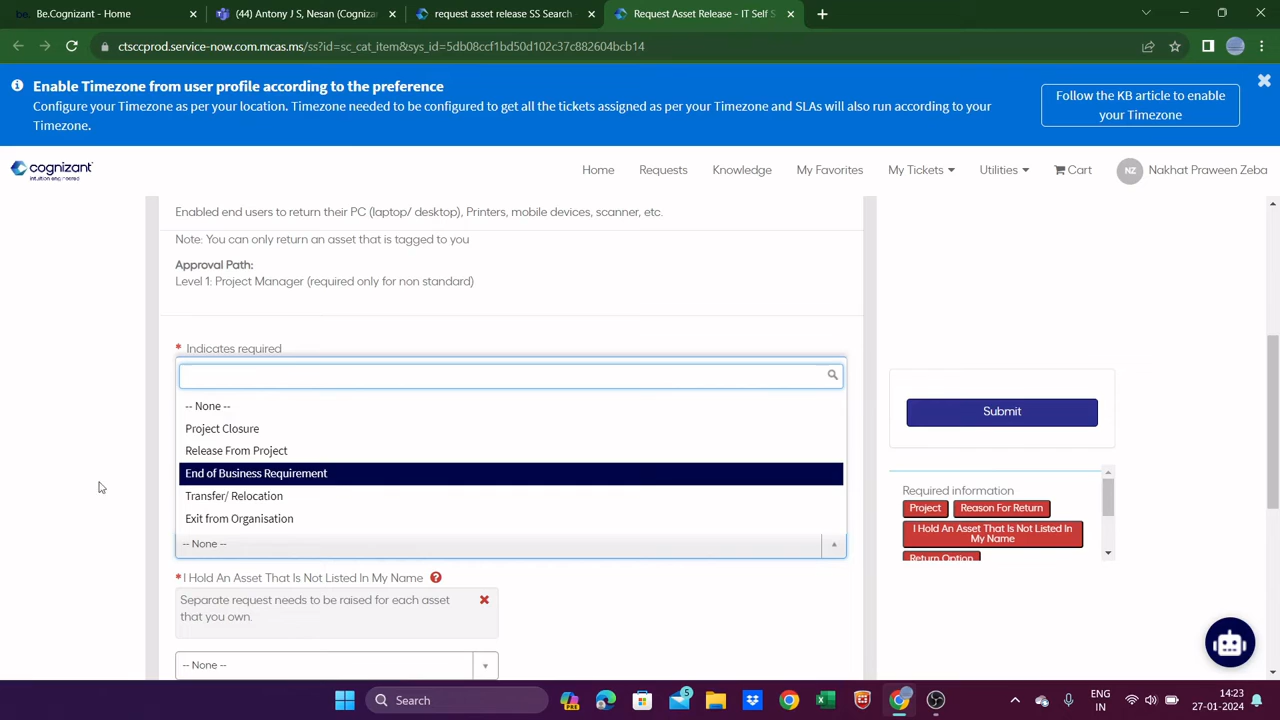 be. Be.Cognizant - Home
(44) Antony J S, Nesan (Cogniza
request asset release SS Search
Request Asset Release - IT Self S
ctsccprod.service-now.com.mcas.ms/ss?id=sc_cat_item&sys_id=5db08ccf1bd50d102c37c882604bcb14
Enable Timezone from user profile according to the preference
Configure your Timezone as per your location. Timezone needed to be configured to get all the tickets assigned as per your Timezone and SLAs will also run according to your
Timezone.
Follow the KB article to enable
your Timezone
cognizant
Home
Requests
Knowledge
My Favorites
My Tickets
Utilities
Cart
NZ
Nakhat Praween Zeba
Enabled end users to return their PC (laptop/ desktop), Printers, mobile devices, scanner, etc.
Note: You can only return an asset that is tagged to you
Approval Path:
Level 1: Project Manager (required only for non standard)
* Indicates required
-- None --
Project Closure
Release From Project
End of Business Requirement
Transfer/ Relocation
Exit from Organisation
-- None --
* I Hold An Asset That Is Not Listed In My Name
Separate request needs to be raised for each asset
that you own.
-- None --
Submit
Required information
Project
Reason For Return
I Hold An Asset That Is Not Listed In
My Name
Return Option
Search
PRE
5
ENG
IN
14:23
27-01-2024